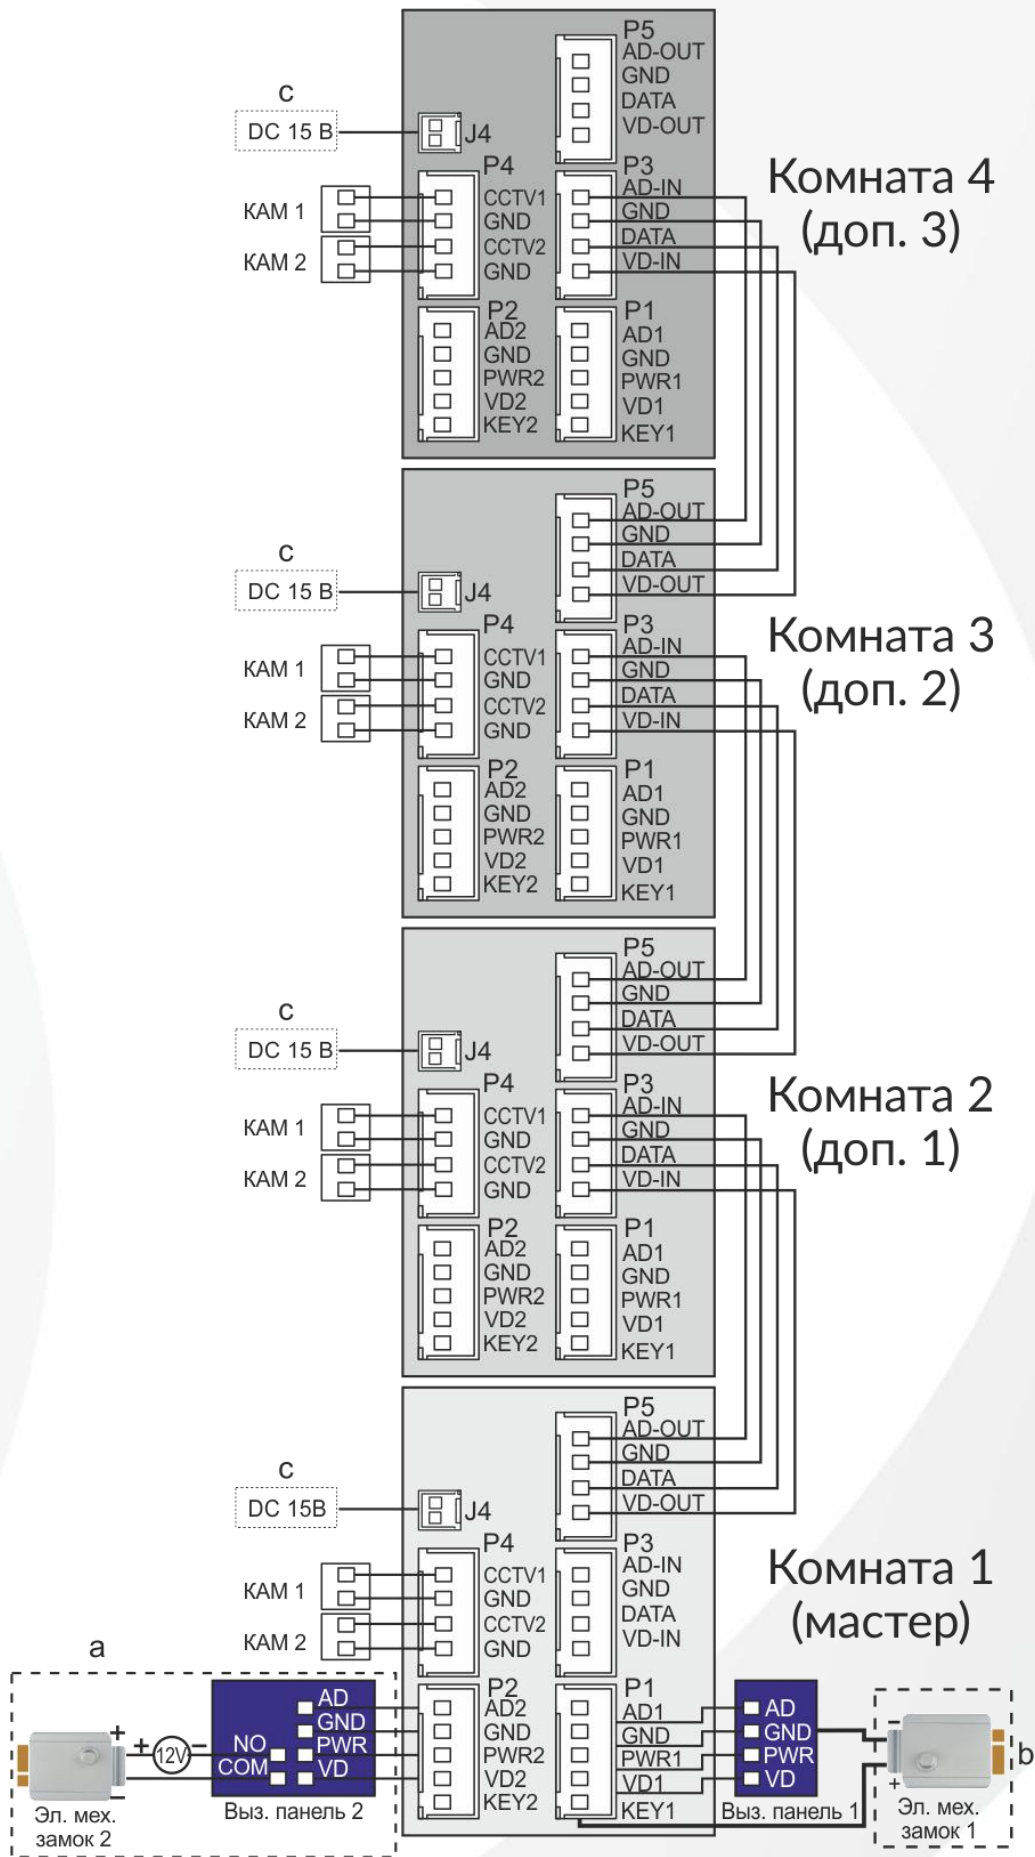 P5
AD-OUT
GND
DATA
VD-OUT
c
DC 15 В
J4
P4
CCTV1
GND
CCTV2
GND
КАМ 1
КАМ 2
P3
AD-IN
GND
DATA
VD-IN
Комната 4
(доп. 3)
P2
AD2
GND
PWR2
VD2
KEY2
P1
AD1
GND
PWR1
VD1
KEY1
P5
AD-OUT
GND
DATA
VD-OUT
c
DC 15 В
J4
P4
CCTV1
GND
CCTV2
GND
КАМ 1
КАМ 2
P3
AD-IN
GND
DATA
VD-IN
Комната 3
(доп. 2)
P2
AD2
GND
PWR2
VD2
KEY2
P1
AD1
GND
PWR1
VD1
KEY1
P5
AD-OUT
GND
DATA
VD-OUT
c
DC 15 В
J4
P4
CCTV1
GND
CCTV2
GND
КАМ 1
КАМ 2
P3
AD-IN
GND
DATA
VD-IN
Комната 2
(доп. 1)
P2
AD2
GND
PWR2
VD2
KEY2
P1
AD1
GND
PWR1
VD1
KEY1
P5
AD-OUT
GND
DATA
VD-OUT
c
DC 15В
J4
P4
CCTV1
GND
CCTV2
GND
КАМ 1
КАМ 2
P3
AD-IN
GND
DATA
VD-IN
Комната 1
(мастер)
a
+
+
12V
−
−
NO
COM
AD
GND
PWR
VD
Эл. мех.
замок 2
Выз. панель 2
P2
AD2
GND
PWR2
VD2
KEY2
P1
AD1
GND
PWR1
VD1
KEY1
AD
GND
PWR
VD
Выз. панель 1
−
+
b
Эл. мех.
замок 1